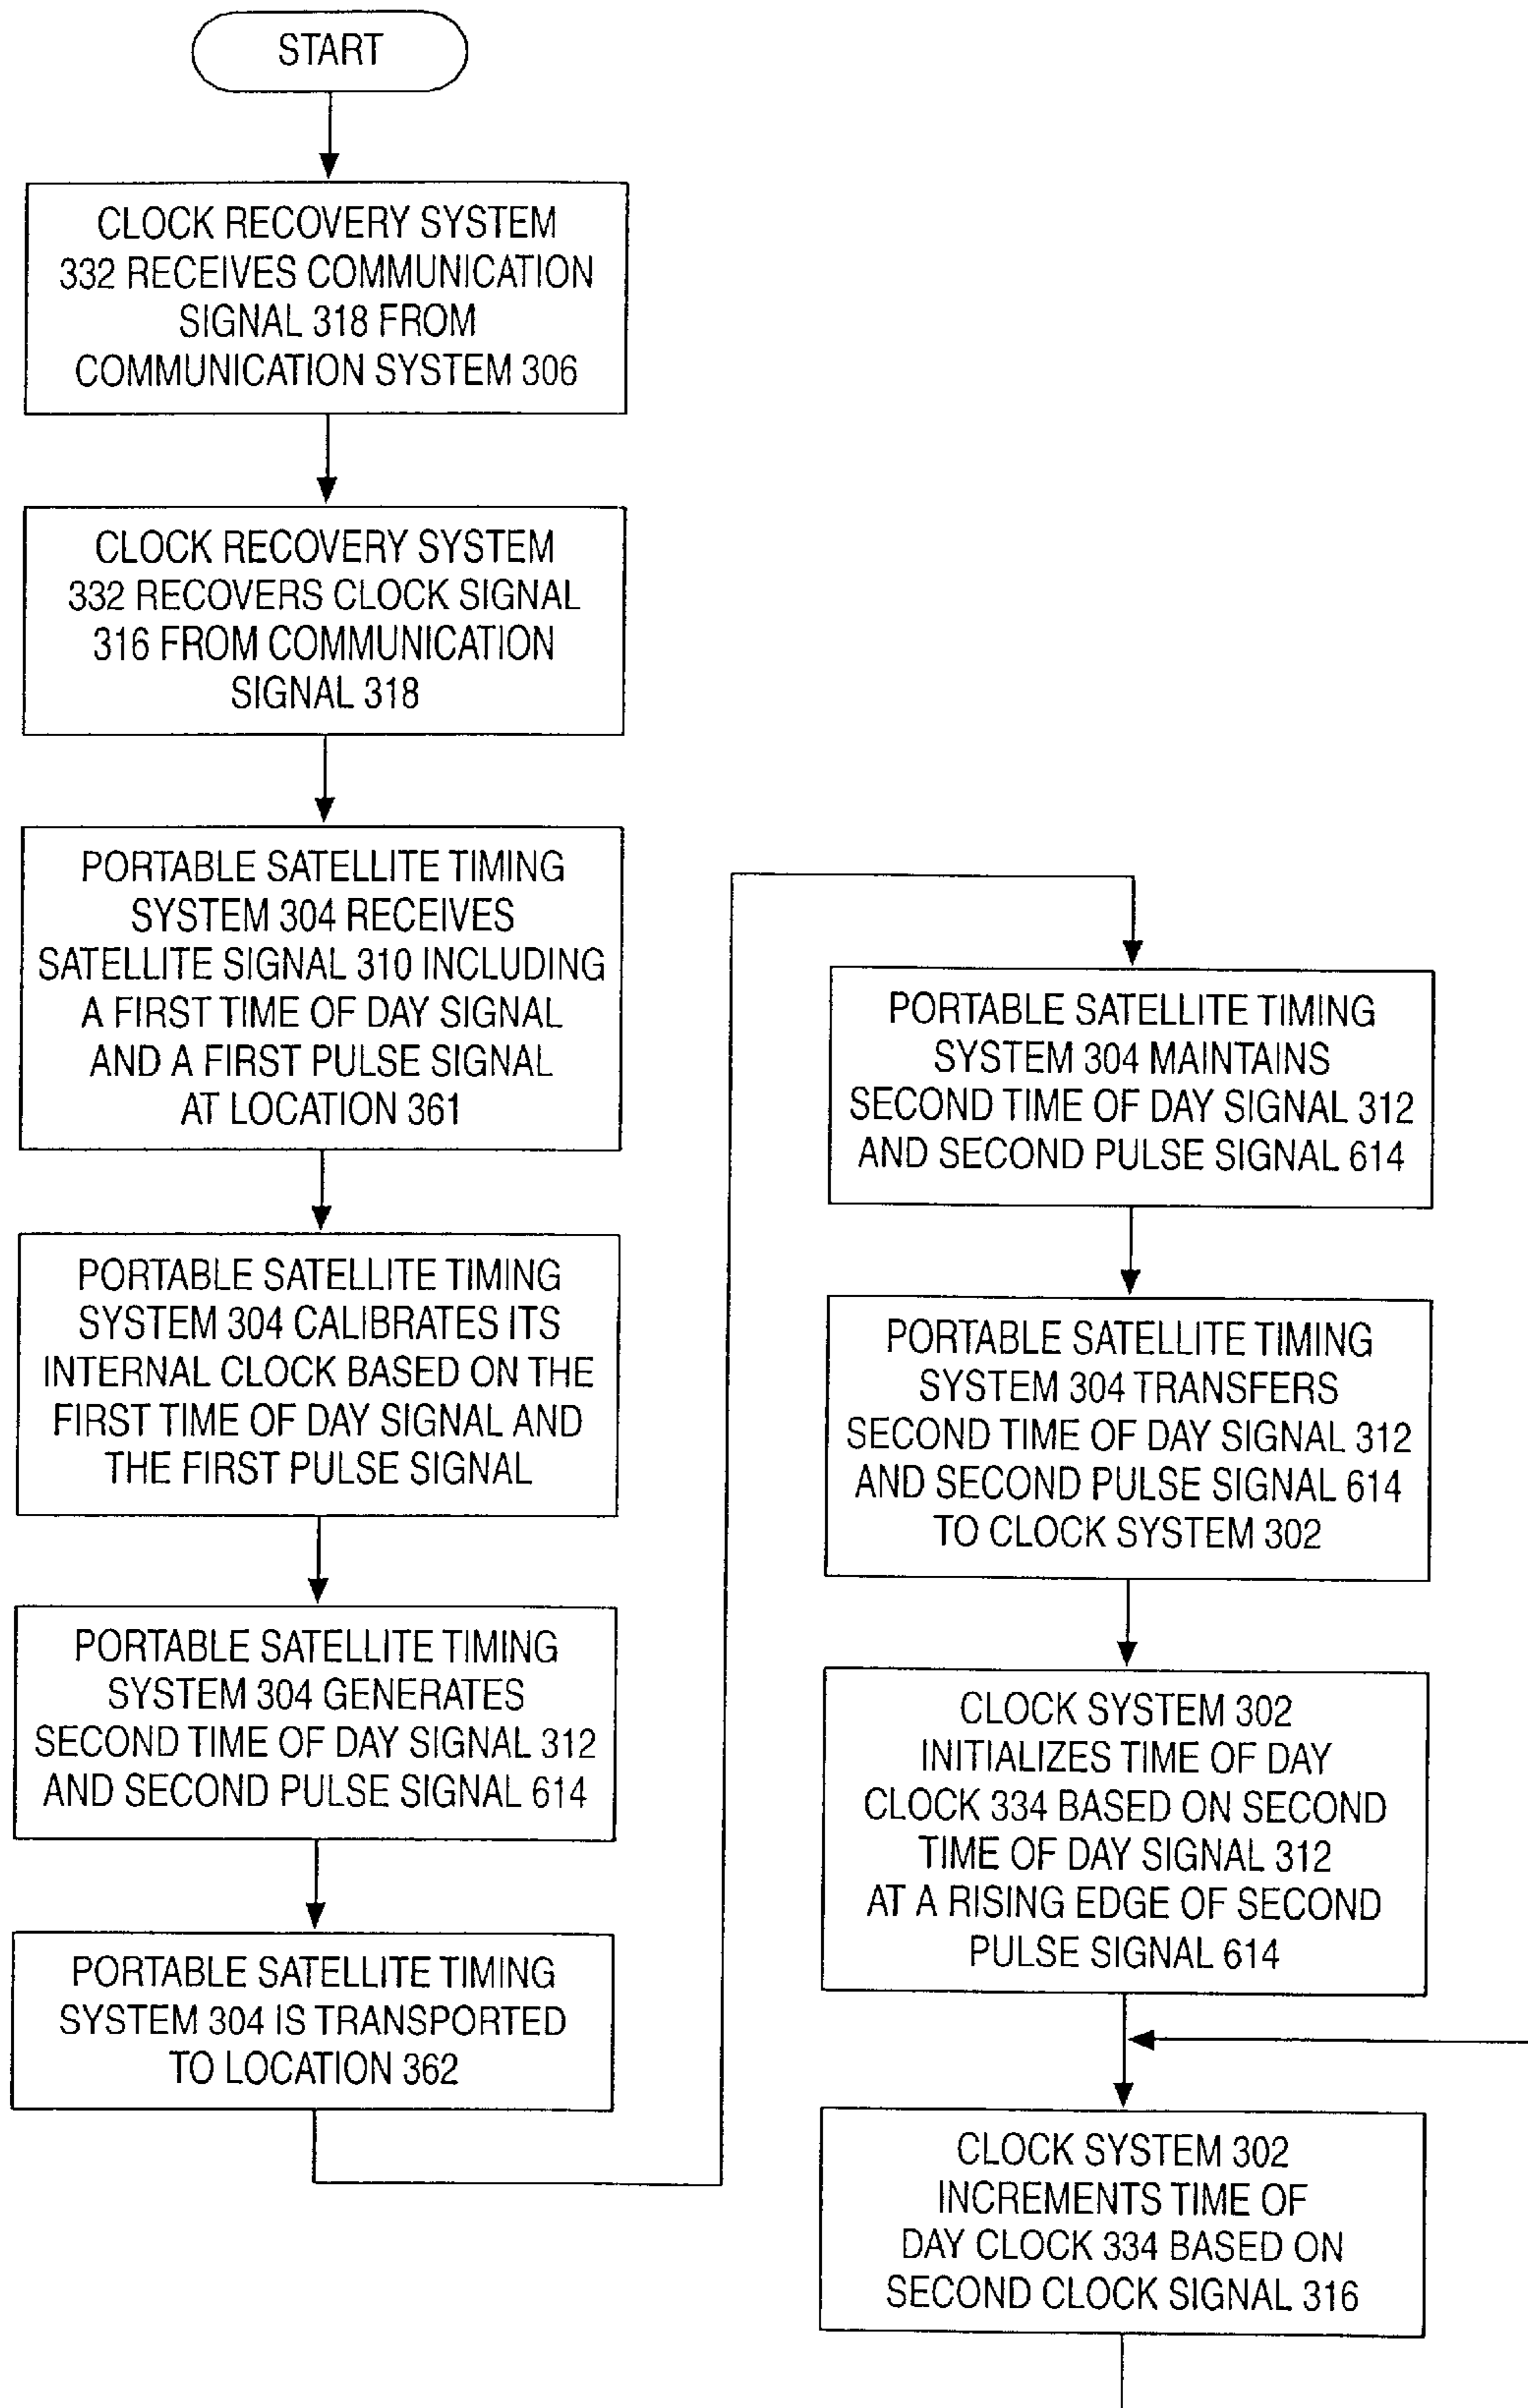 START
CLOCK RECOVERY SYSTEM
332 RECEIVES COMMUNICATION
SIGNAL 318 FROM
COMMUNICATION SYSTEM 306
CLOCK RECOVERY SYSTEM
332 RECOVERS CLOCK SIGNAL
316 FROM COMMUNICATION
SIGNAL 318
PORTABLE SATELLITE TIMING
SYSTEM 304 RECEIVES
SATELLITE SIGNAL 310 INCLUDING
A FIRST TIME OF DAY SIGNAL
AND A FIRST PULSE SIGNAL
AT LOCATION 361
PORTABLE SATELLITE TIMING
SYSTEM 304 CALIBRATES ITS
INTERNAL CLOCK BASED ON THE
FIRST TIME OF DAY SIGNAL AND
THE FIRST PULSE SIGNAL
PORTABLE SATELLITE TIMING
SYSTEM 304 GENERATES
SECOND TIME OF DAY SIGNAL 312
AND SECOND PULSE SIGNAL 614
PORTABLE SATELLITE TIMING
SYSTEM 304 IS TRANSPORTED
TO LOCATION 362
PORTABLE SATELLITE TIMING
SYSTEM 304 MAINTAINS
SECOND TIME OF DAY SIGNAL 312
AND SECOND PULSE SIGNAL 614
PORTABLE SATELLITE TIMING
SYSTEM 304 TRANSFERS
SECOND TIME OF DAY SIGNAL 312
AND SECOND PULSE SIGNAL 614
TO CLOCK SYSTEM 302
CLOCK SYSTEM 302
INITIALIZES TIME OF DAY
CLOCK 334 BASED ON SECOND
TIME OF DAY SIGNAL 312
AT A RISING EDGE OF SECOND
PULSE SIGNAL 614
CLOCK SYSTEM 302
INCREMENTS TIME OF
DAY CLOCK 334 BASED ON
SECOND CLOCK SIGNAL 316